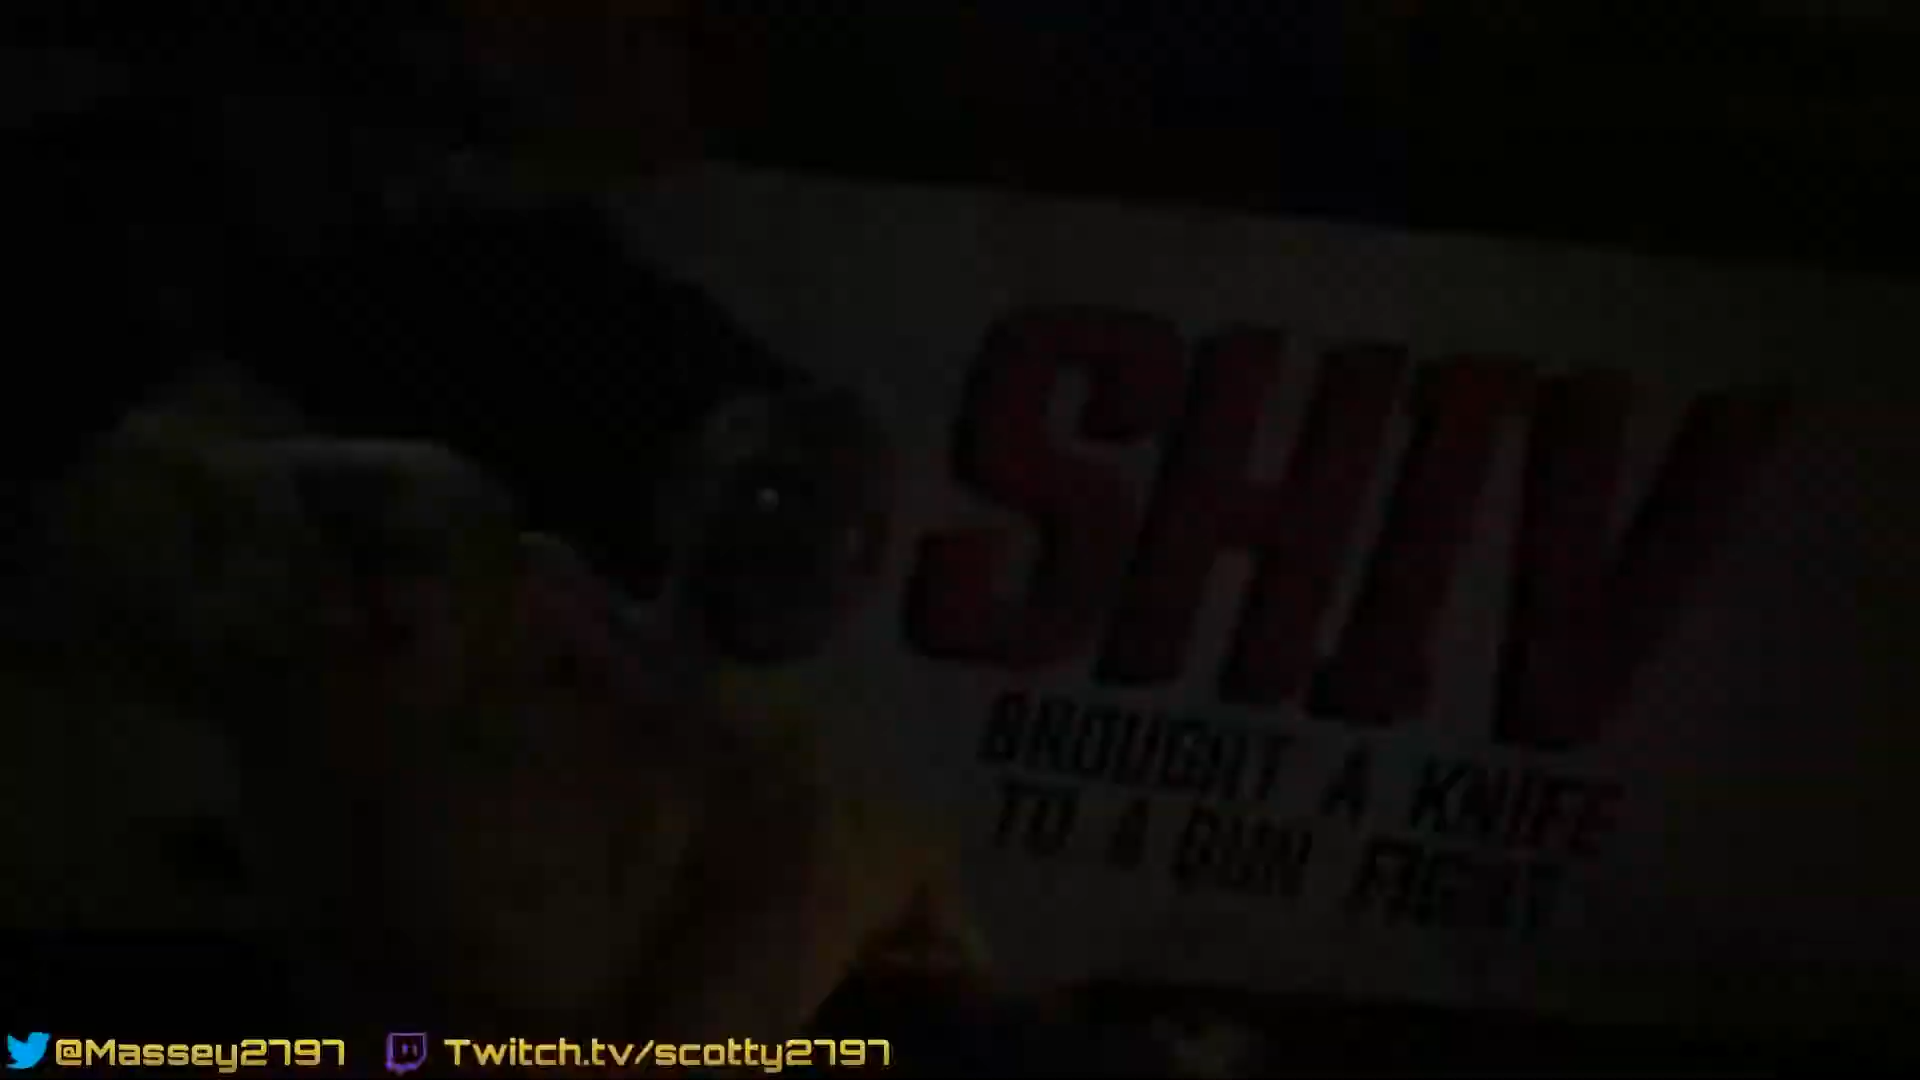 SHIV
BROUGHT A KNIFE
TO A GUN FIGHT
@Massey2797 Twitch.tv/scotty2797